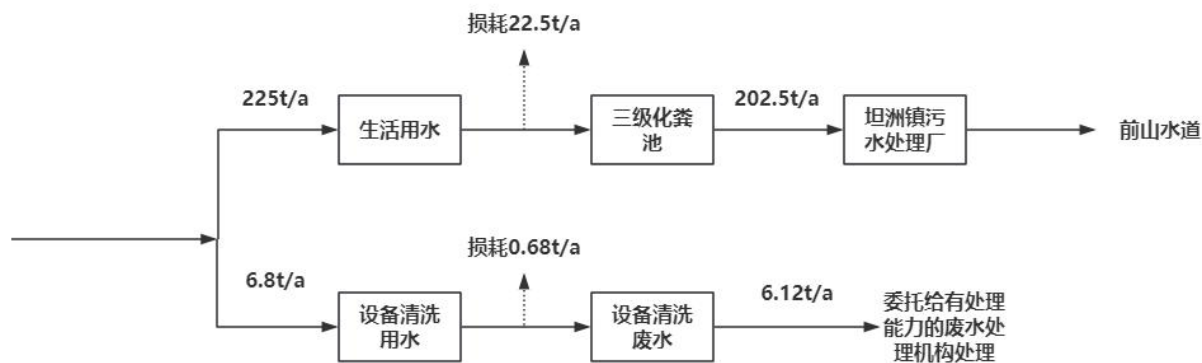 损耗22.5t/a
225t/a
生活用水
三级化粪
池
202.5t/a
坦洲镇污
水处理厂
前山水道
损耗0.68t/a
6.8t/a
设备清洗
用水
设备清洗
废水
6.12t/a
委托给有处理
能力的废水处
理机构处理